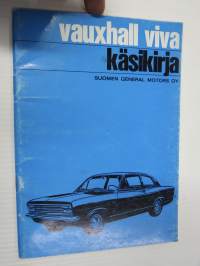 vauxhall viva
käsikirja
SUOMEN GENERAL MOTORS OY